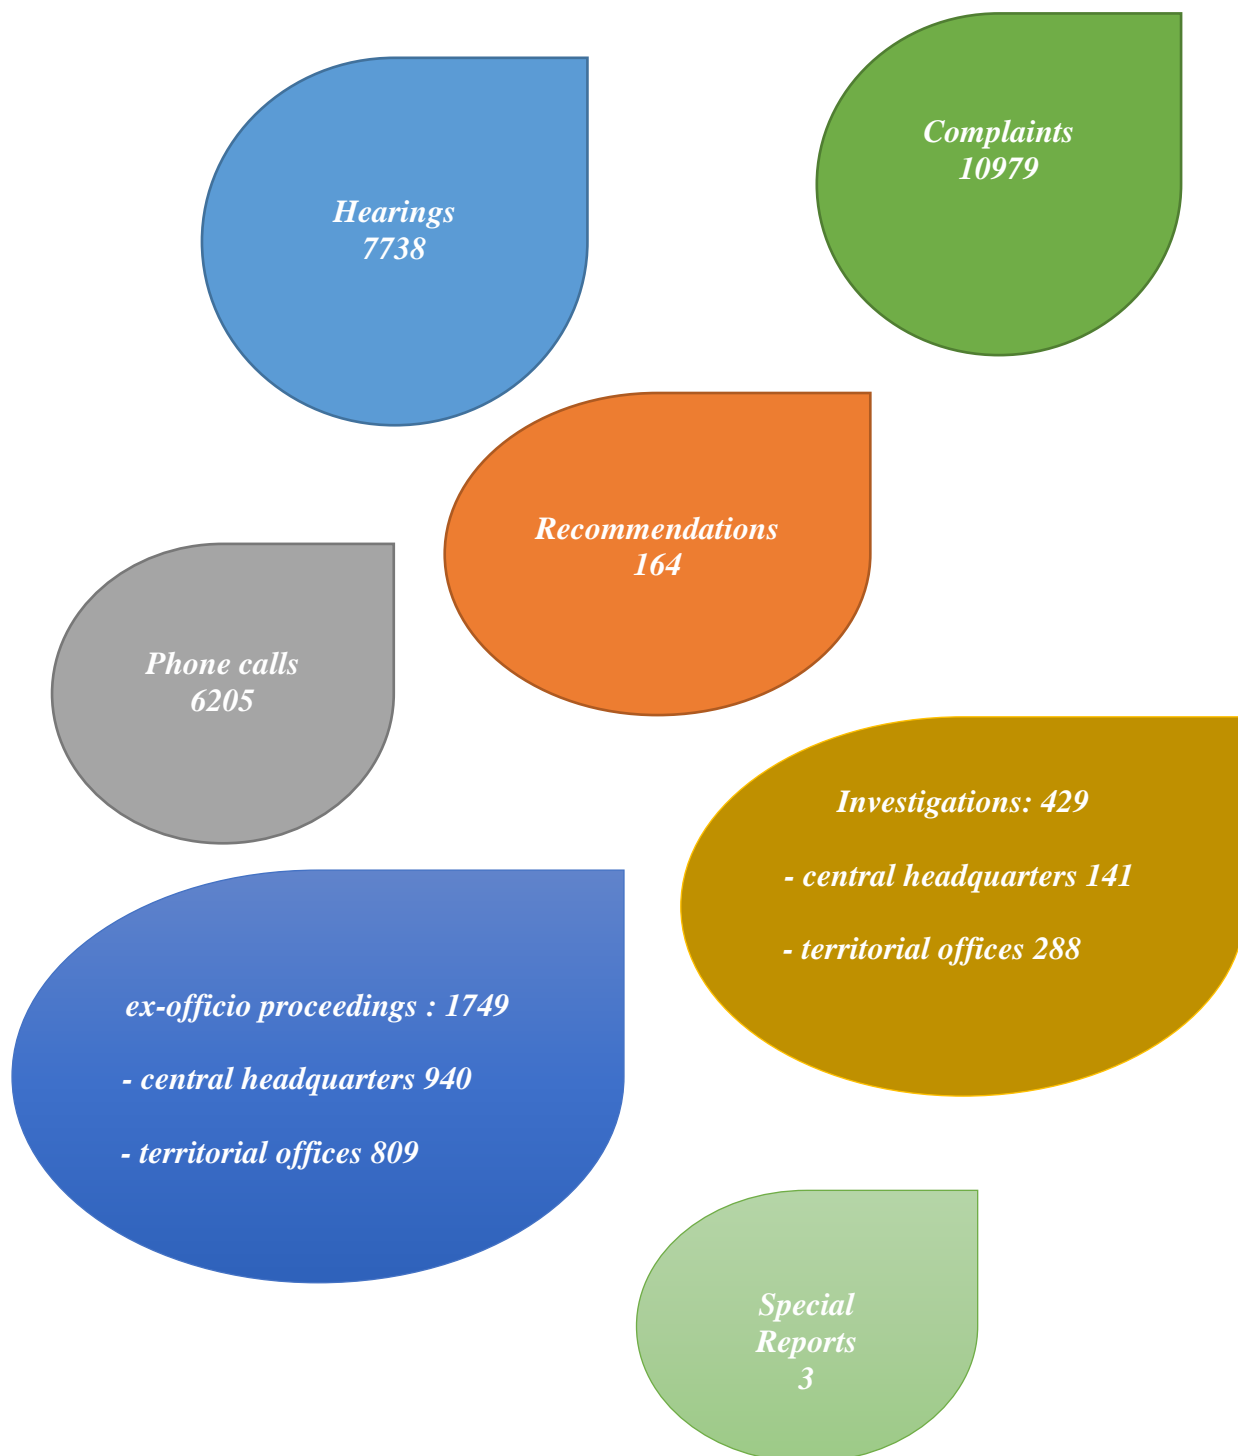 Complaints
10979
Hearings
7738
Recommendations
164
Phone calls
6205
Investigations: 429
- central headquarters 141
- territorial offices 288
ex-officio proceedings : 1749
- central headquarters 940
- territorial offices 809
Special
Reports
3